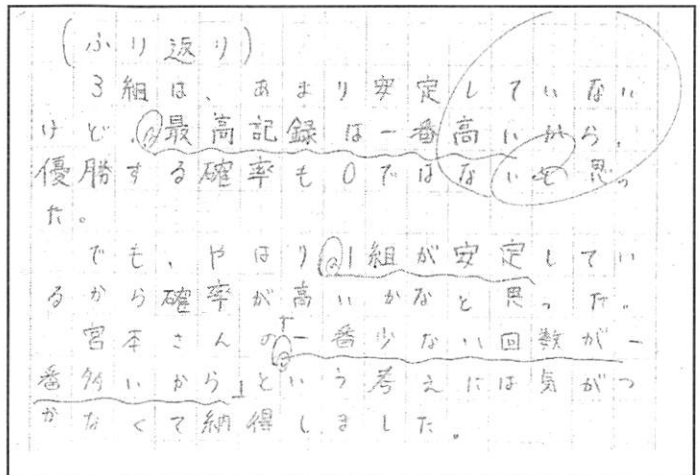 (ふり返り)
3組は、あまり安定していない
けど、最高記録は一番高いから、
優勝する確率も0ではないと思っ
た。
でも、やはり1組が安定してい
るから確率が高いかなと思った。
宮本さんの「一番少ない回数が一
番多いから」という考えには気がつ
かなくて納得しました。